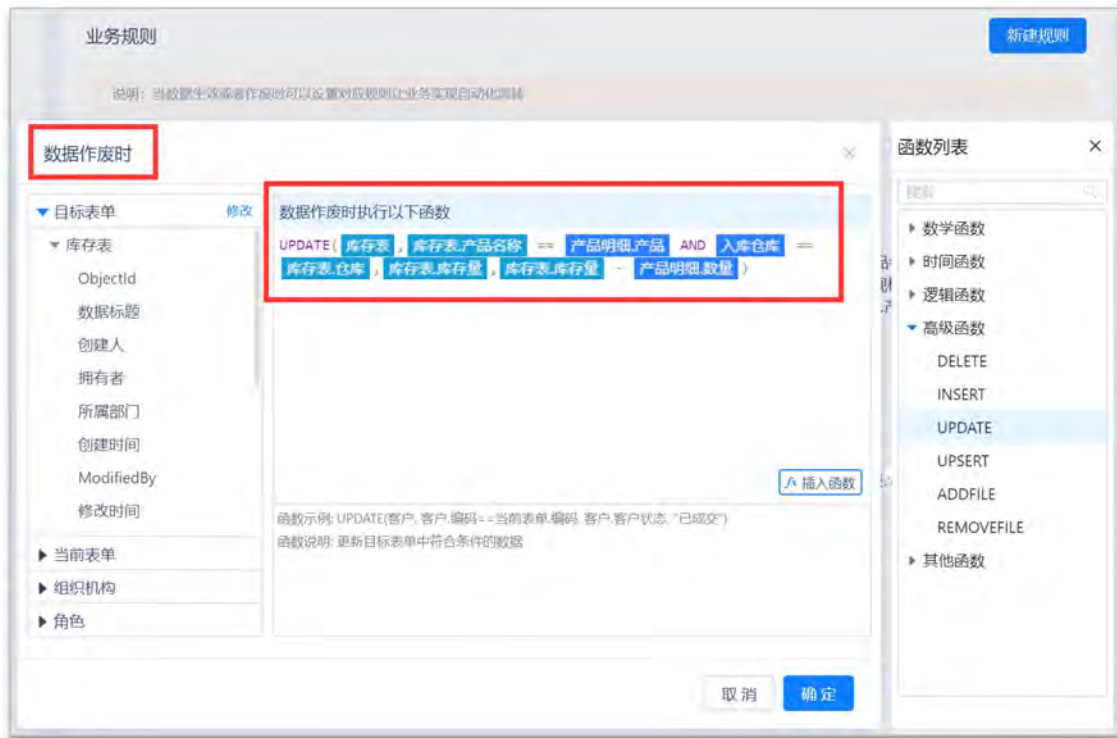 业务规则
新建规则
说明：当数据生效或者作废时可以设置对应规则让业务实现自动化流转
数据作废时
目标表单 修改
库存表
ObjectId
数据标题
创建人
拥有者
所属部门
创建时间
ModifiedBy
修改时间
当前表单
组织机构
角色
数据作废时执行以下函数
UPDATE( 库存表 , 库存表.产品名称 == 产品明细.产品 AND 入库仓库 ==
库存表.仓库 , 库存表.库存量 , 库存表.库存量 - 产品明细.数量 )
插入函数
函数示例: UPDATE(客户, 客户.编码==当前表单.编码, 客户.客户状态, "已成交")
函数说明: 更新目标表单中符合条件的数据
取消
确定
函数列表
搜索
数学函数
时间函数
逻辑函数
高级函数
DELETE
INSERT
UPDATE
UPSERT
ADDFILE
REMOVEFILE
其他函数